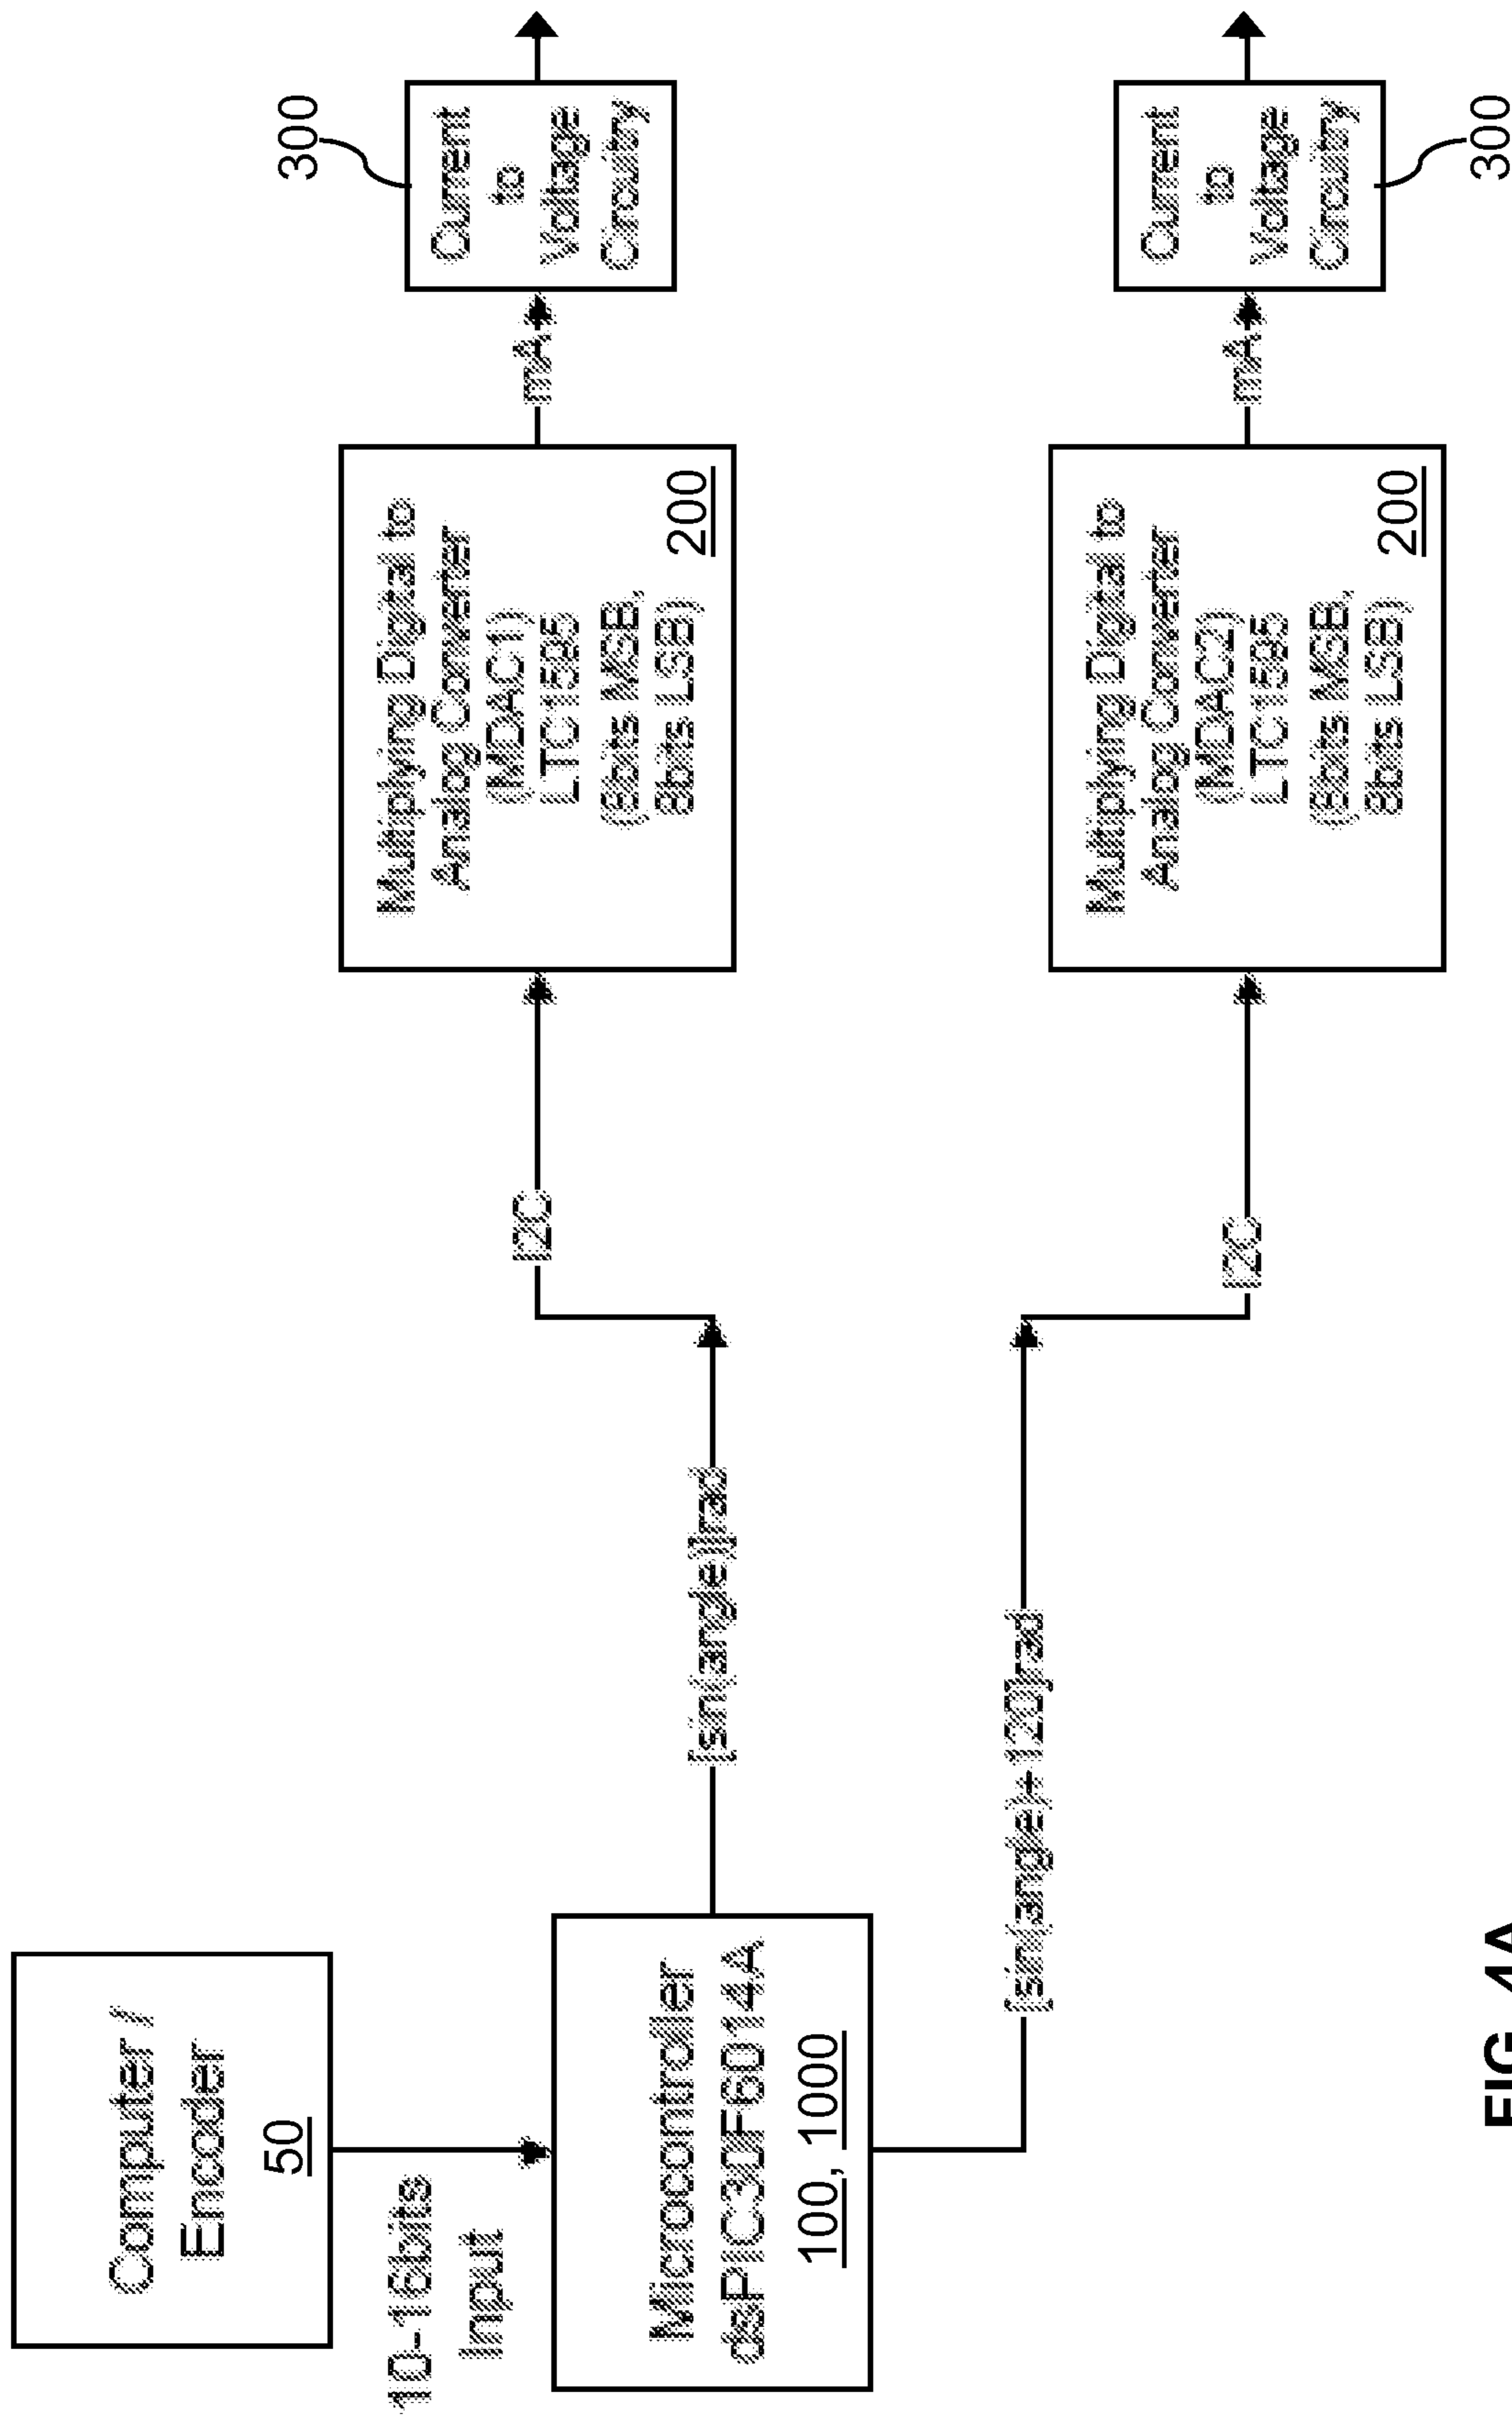 Computer /
Encoder
50
10-16bits
Input
Microcontroller
dsPIC30F6014A
100, 1000
[sin(angle)]rad
[sin(angle)+120]rad
I2C
I2C
Multiplying Digital to
Analog Converter
(MDAC1)
LTC1595
(8bits MSB,
8bits LSB)
200
mA
Current
to
Voltage
Circuitry
300
Multiplying Digital to
Analog Converter
(MDAC2)
LTC1595
(8bits MSB,
8bits LSB)
200
mA
Current
to
Voltage
Circuitry
300